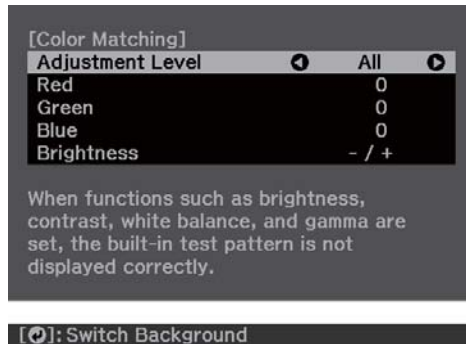 [Color Matching]
Adjustment Level All
Red 0
Green 0
Blue 0
Brightness - / +
When functions such as brightness,
contrast, white balance, and gamma are
set, the built-in test pattern is not
displayed correctly.
[ ]: Switch Background